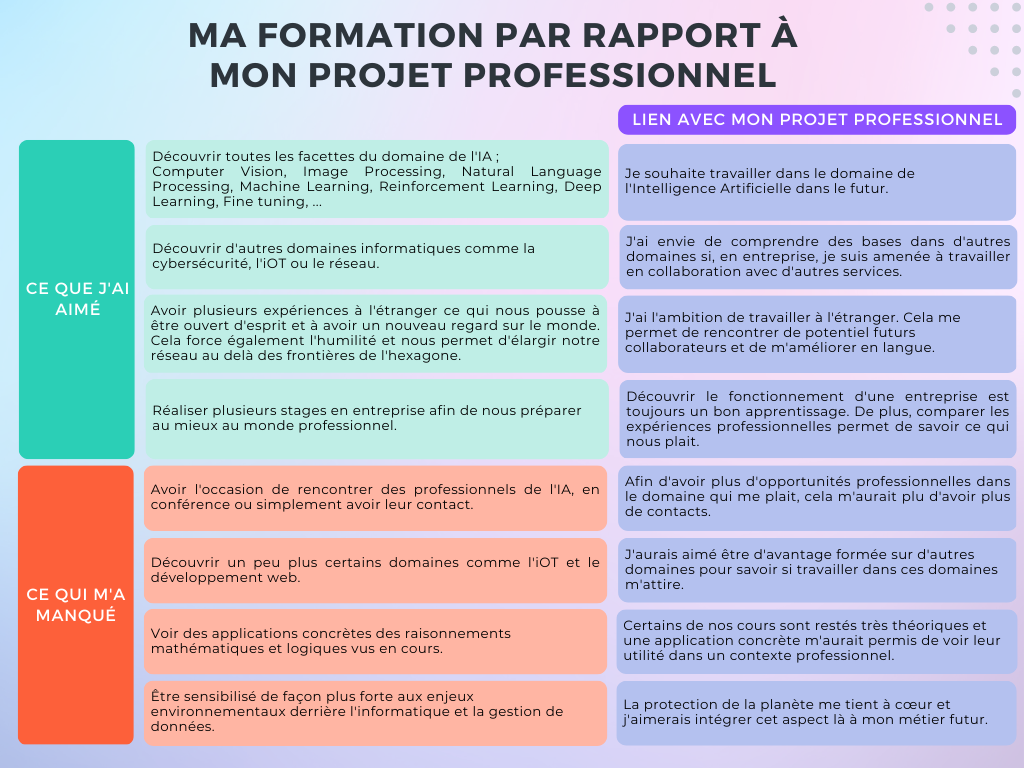 MA FORMATION PAR RAPPORT À
MON PROJET PROFESSIONNEL
LIEN AVEC MON PROJET PROFESSIONNEL
CE QUE J'AI
AIMÉ
Découvrir toutes les facettes du domaine de l'IA ;
Computer Vision, Image Processing, Natural Language
Processing, Machine Learning, Reinforcement Learning, Deep
Learning, Fine tuning, ...
Je souhaite travailler dans le domaine de
l'Intelligence Artificielle dans le futur.
Découvrir d'autres domaines informatiques comme la
cybersécurité, l'iOT ou le réseau.
J'ai envie de comprendre des bases dans d'autres
domaines si, en entreprise, je suis amenée à travailler
en collaboration avec d'autres services.
Avoir plusieurs expériences à l'étranger ce qui nous pousse à
être ouvert d'esprit et à avoir un nouveau regard sur le monde.
Cela force également l'humilité et nous permet d'élargir notre
réseau au delà des frontières de l'hexagone.
J'ai l'ambition de travailler à l'étranger. Cela me
permet de rencontrer de potentiel futurs
collaborateurs et de m'améliorer en langue.
Réaliser plusieurs stages en entreprise afin de nous préparer
au mieux au monde professionnel.
Découvrir le fonctionnement d'une entreprise est
toujours un bon apprentissage. De plus, comparer les
expériences professionnelles permet de savoir ce qui
nous plait.
CE QUI M'A
MANQUÉ
Avoir l'occasion de rencontrer des professionnels de l'IA, en
conférence ou simplement avoir leur contact.
Afin d'avoir plus d'opportunités professionnelles dans
le domaine qui me plait, cela m'aurait plu d'avoir plus
de contacts.
Découvrir un peu plus certains domaines comme l'iOT et le
développement web.
J'aurais aimé être d'avantage formée sur d'autres
domaines pour savoir si travailler dans ces domaines
m'attire.
Voir des applications concrètes des raisonnements
mathématiques et logiques vus en cours.
Certains de nos cours sont restés très théoriques et
une application concrète m'aurait permis de voir leur
utilité dans un contexte professionnel.
Être sensibilisé de façon plus forte aux enjeux
environnementaux derrière l'informatique et la gestion de
données.
La protection de la planète me tient à cœur et
j'aimerais intégrer cet aspect là à mon métier futur.